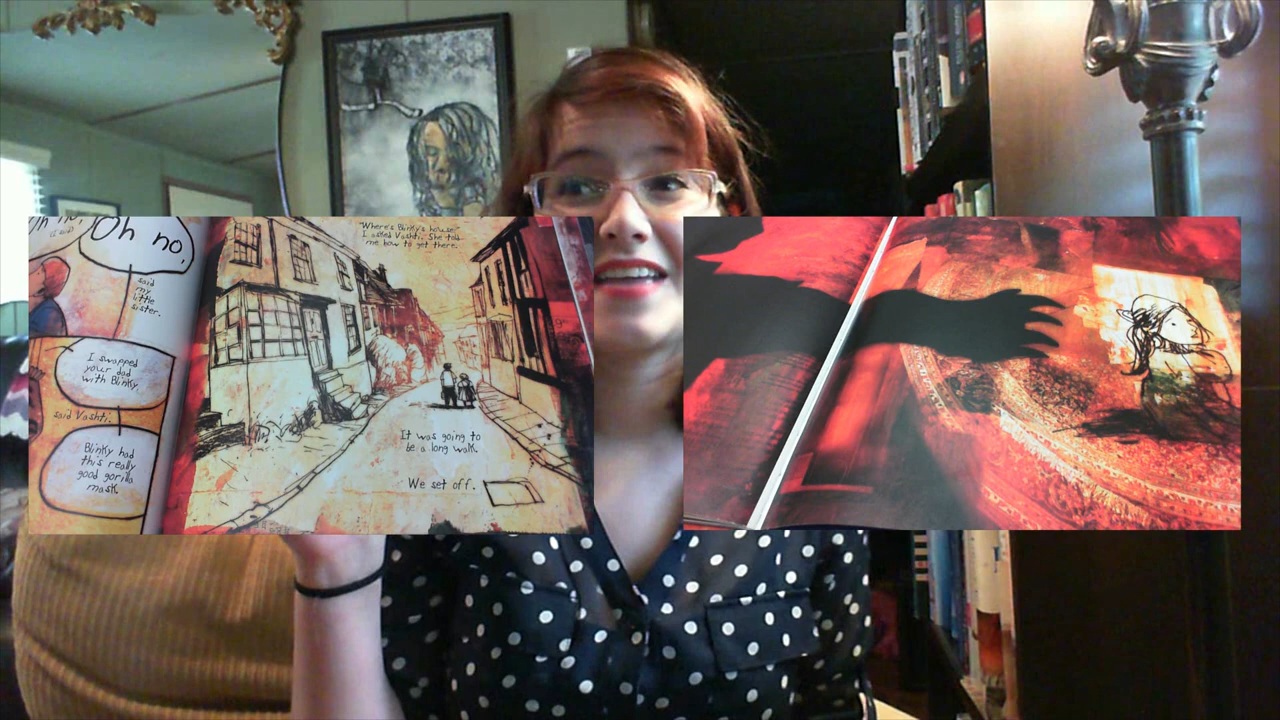 Oh no,
(I said)
Oh no,
said
my
little
sister.
I swapped
your dad
with Blinky,
said Vashti.
Blinky had
this really
good gorilla
mask.
"Where's Blinky's house?"
I asked Vashti. She told
me how to get there.
It was going to
be a long walk.
We set off.